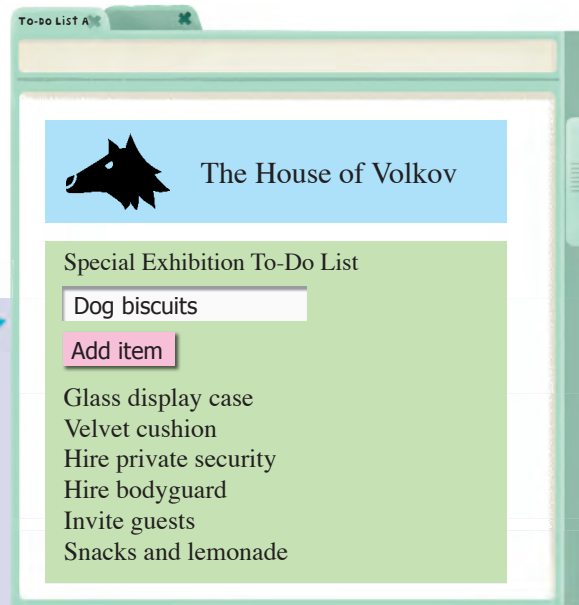 To-Do List A
The House of Volkov
Special Exhibition To-Do List
Dog biscuits
Add item
Glass display case
Velvet cushion
Hire private security
Hire bodyguard
Invite guests
Snacks and lemonade